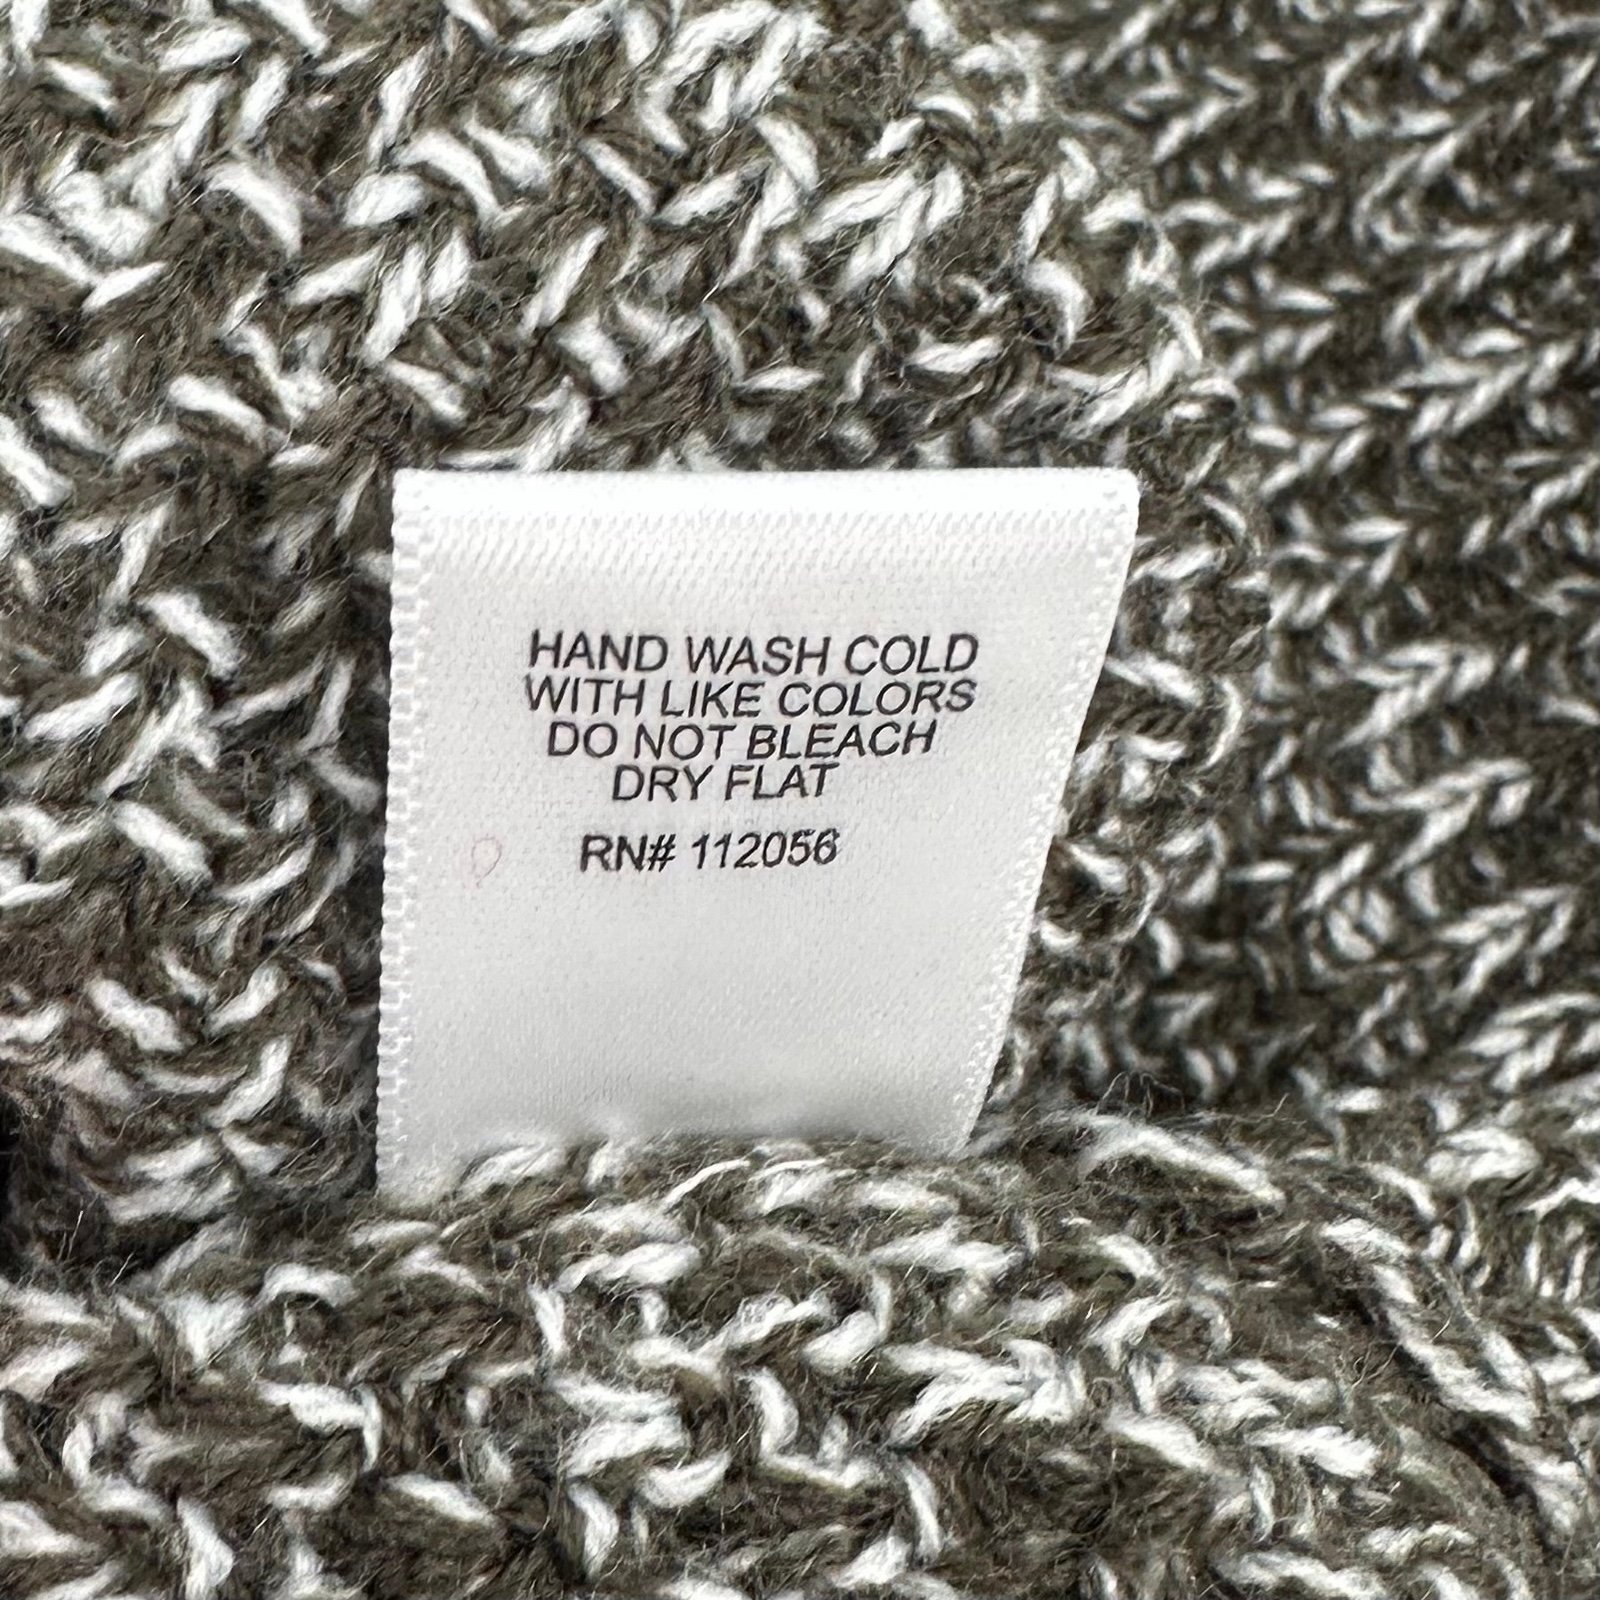 HAND WASH COLD
WITH LIKE COLORS
DO NOT BLEACH
DRY FLAT
RN# 112056